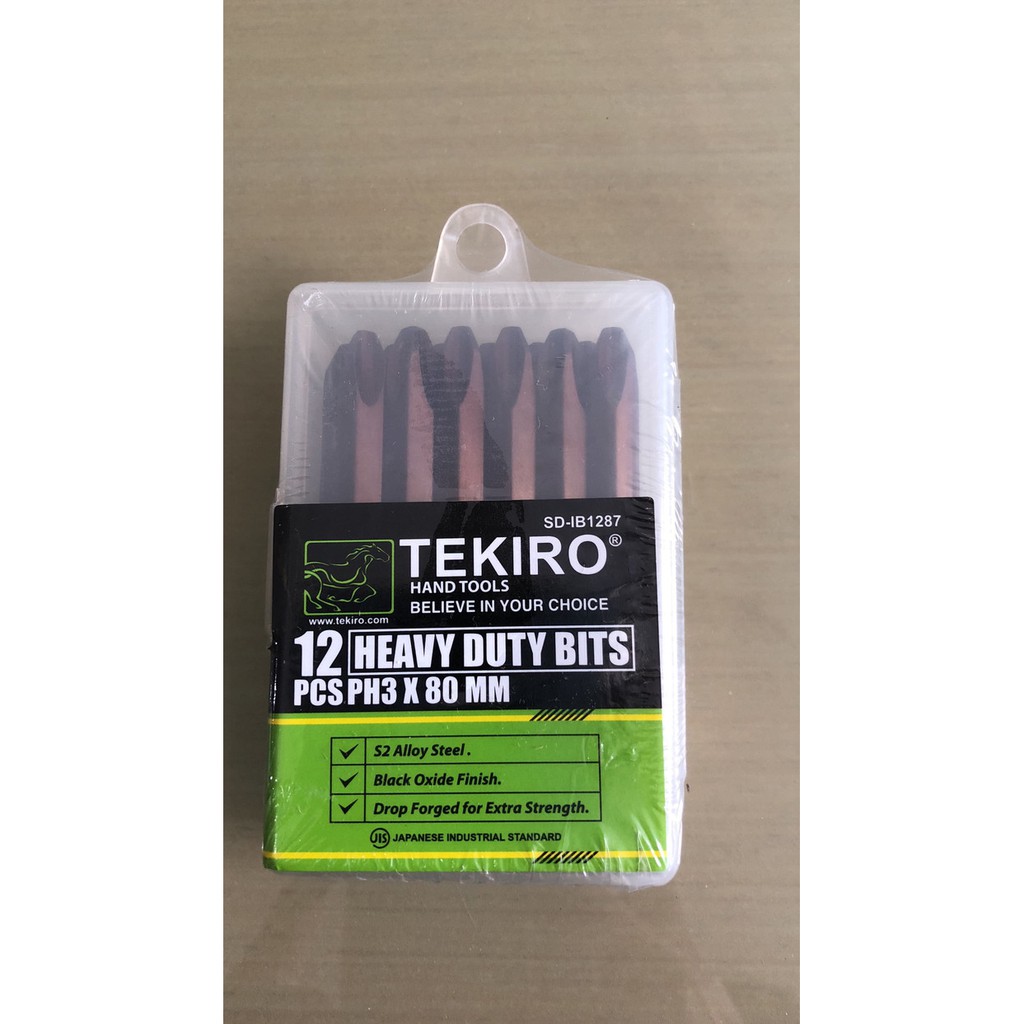 SD-IB1287
TEKIRO®
HAND TOOLS
BELIEVE IN YOUR CHOICE
www.tekiro.com
12 HEAVY DUTY BITS
PCS PH3 X 80 MM
S2 Alloy Steel .
Black Oxide Finish.
Drop Forged for Extra Strength.
JIS JAPANESE INDUSTRIAL STANDARD